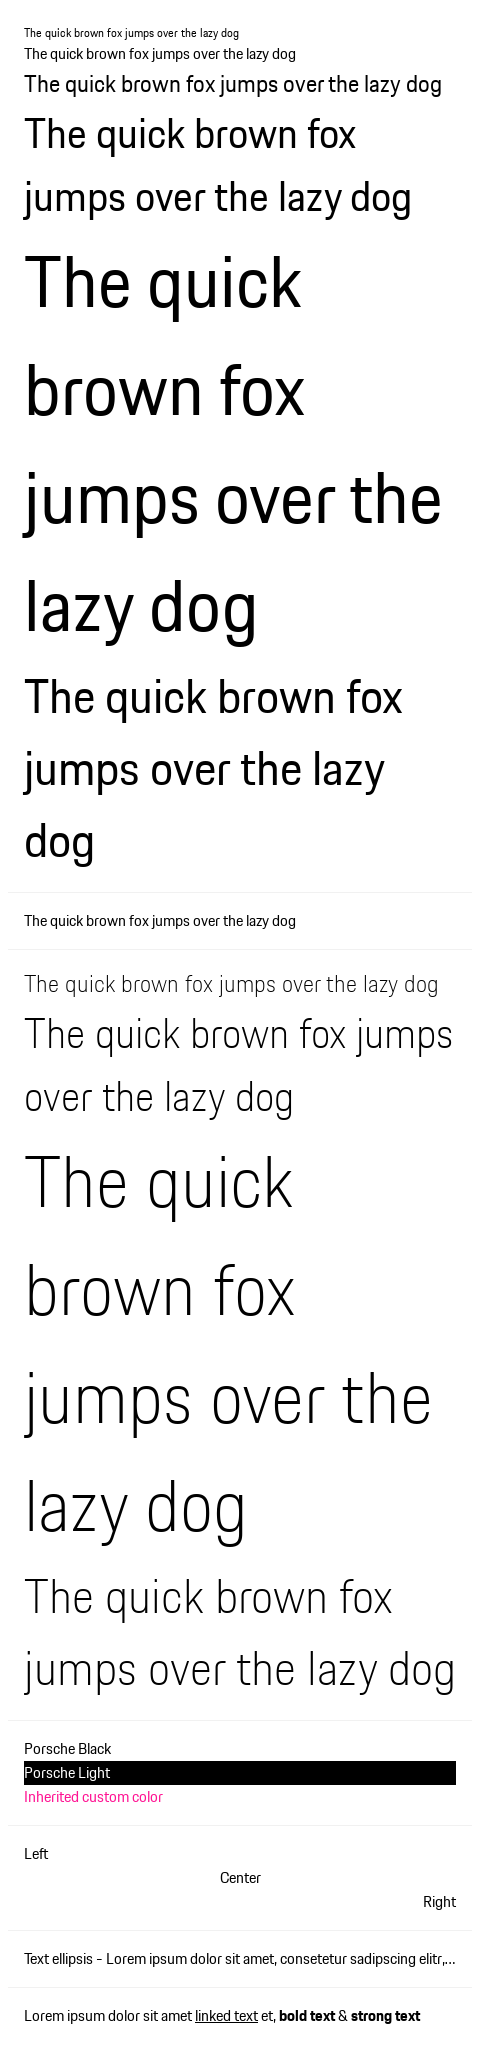 The quick brown fox jumps over the lazy dog
The quick brown fox jumps over the lazy dog
The quick brown fox jumps over the lazy dog
The quick brown fox
jumps over the lazy dog
The quick
brown fox
jumps over the
lazy dog
The quick brown fox
jumps over the lazy
dog
The quick brown fox jumps over the lazy dog
The quick brown fox jumps over the lazy dog
The quick brown fox jumps
over the lazy dog
The quick
brown fox
jumps over the
lazy dog
The quick brown fox
jumps over the lazy dog
Porsche Black
Porsche Light
Inherited custom color
Left
Center
Right
Text ellipsis - Lorem ipsum dolor sit amet, consetetur sadipscing elitr,...
Lorem ipsum dolor sit amet linked text et, bold text & strong text